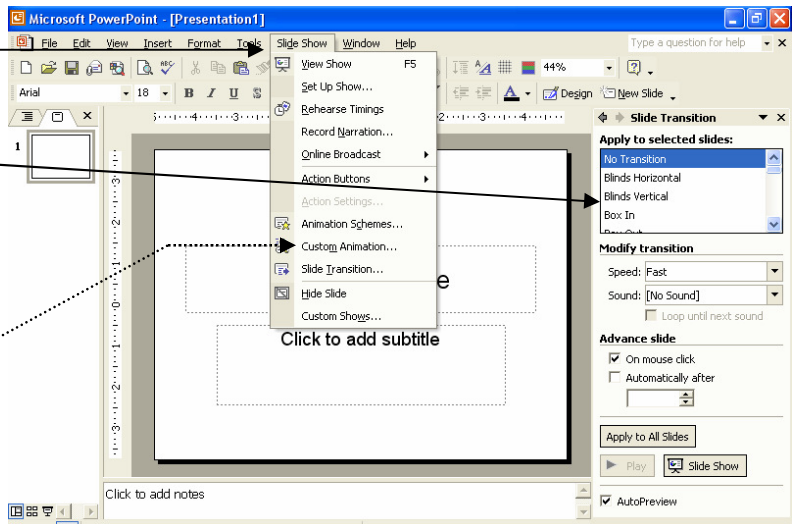 Microsoft PowerPoint - [Presentation1]
File Edit View Insert Format Tools Slide Show Window Help Type a question for help
44%
Arial 18 B I U S A Design New Slide
1
View Show F5
Set Up Show...
Rehearse Timings
Record Narration...
Online Broadcast
Action Buttons
Action Settings...
Animation Schemes...
Custom Animation...
Slide Transition...
Hide Slide
Custom Shows...
e
Click to add subtitle
Click to add notes
Slide Transition
Apply to selected slides:
No Transition
Blinds Horizontal
Blinds Vertical
Box In
Box Out
Modify transition
Speed: Fast
Sound: [No Sound]
Loop until next sound
Advance slide
On mouse click
Automatically after
Apply to All Slides
Play Slide Show
AutoPreview